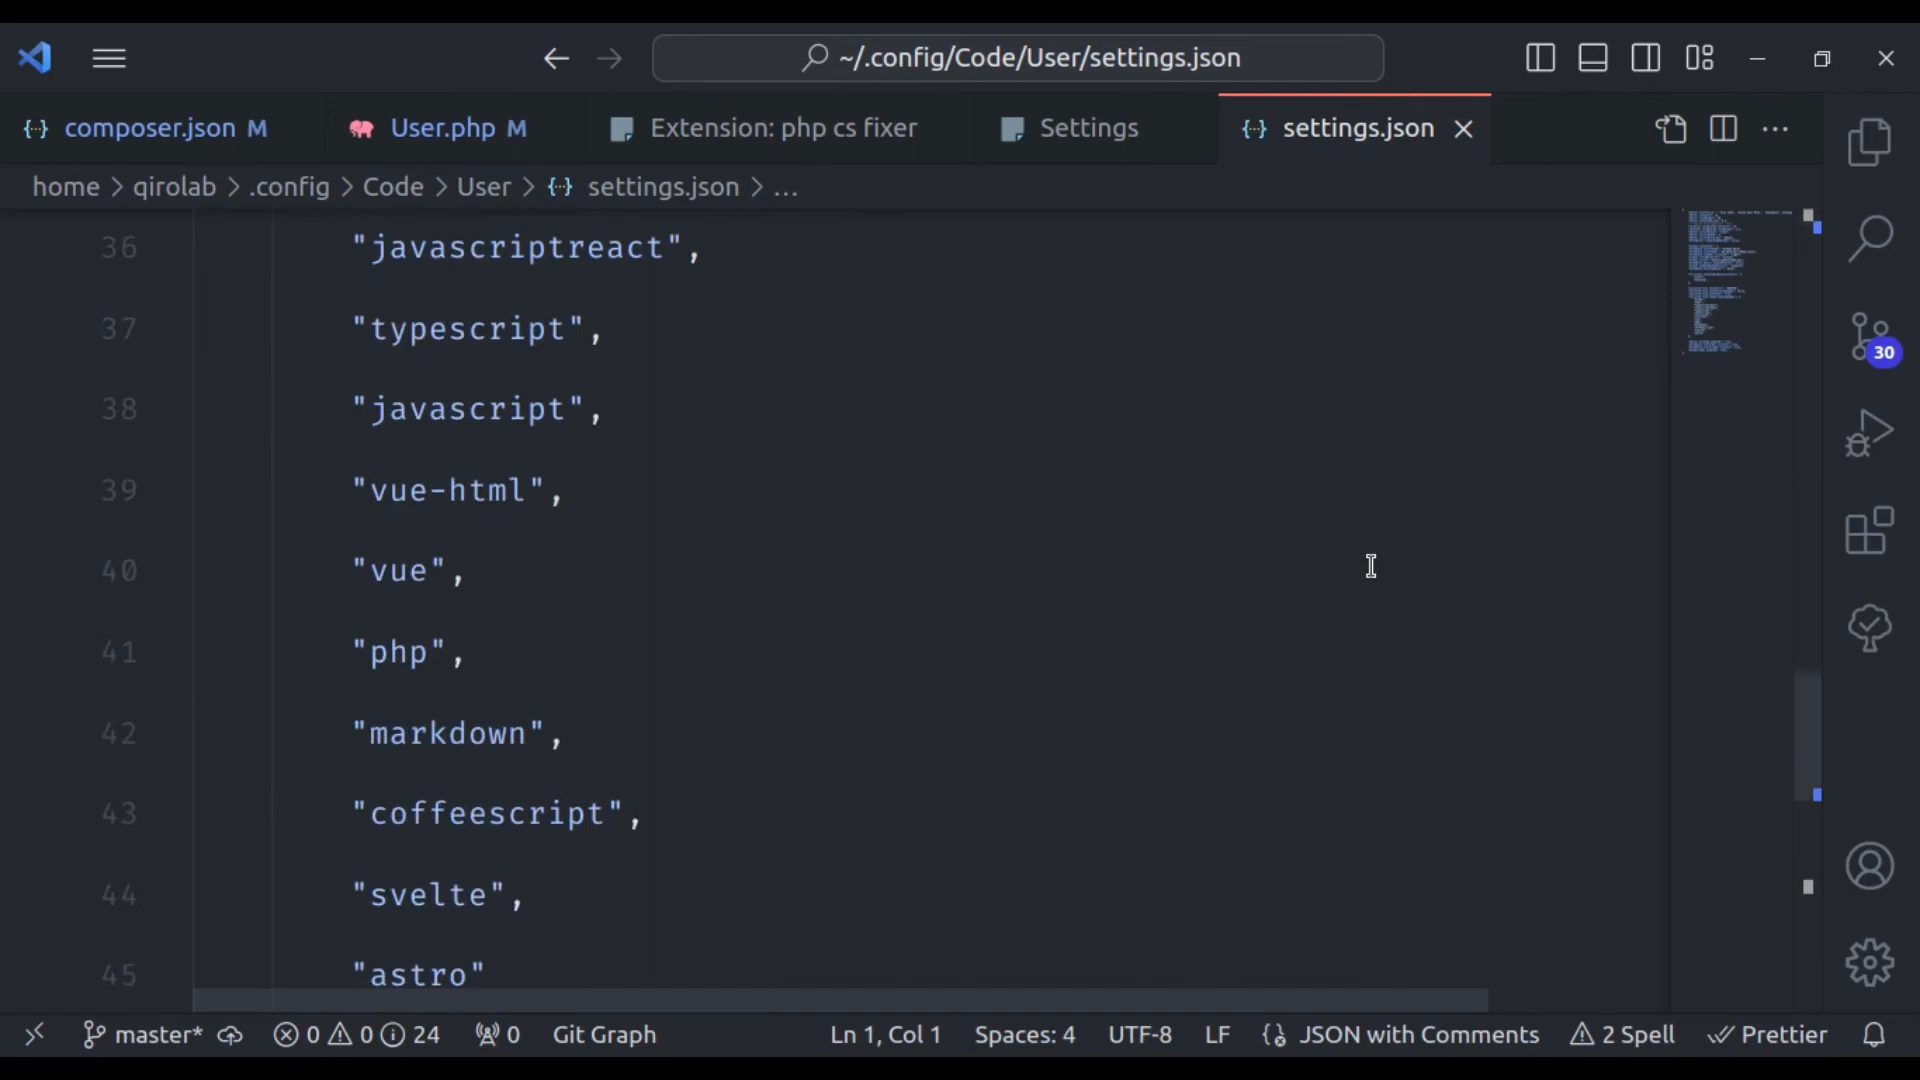 ~/.config/Code/User/settings.json
composer.json M User.php M Extension: php cs fixer Settings settings.json
home > qirolab > .config > Code > User > settings.json > ...
36 "javascriptreact",
37 "typescript",
38 "javascript",
39 "vue-html",
40 "vue",
41 "php",
42 "markdown",
43 "coffeescript",
44 "svelte",
45 "astro"
30
master* 0 0 24 0 Git Graph Ln 1, Col 1 Spaces: 4 UTF-8 LF JSON with Comments 2 Spell Prettier